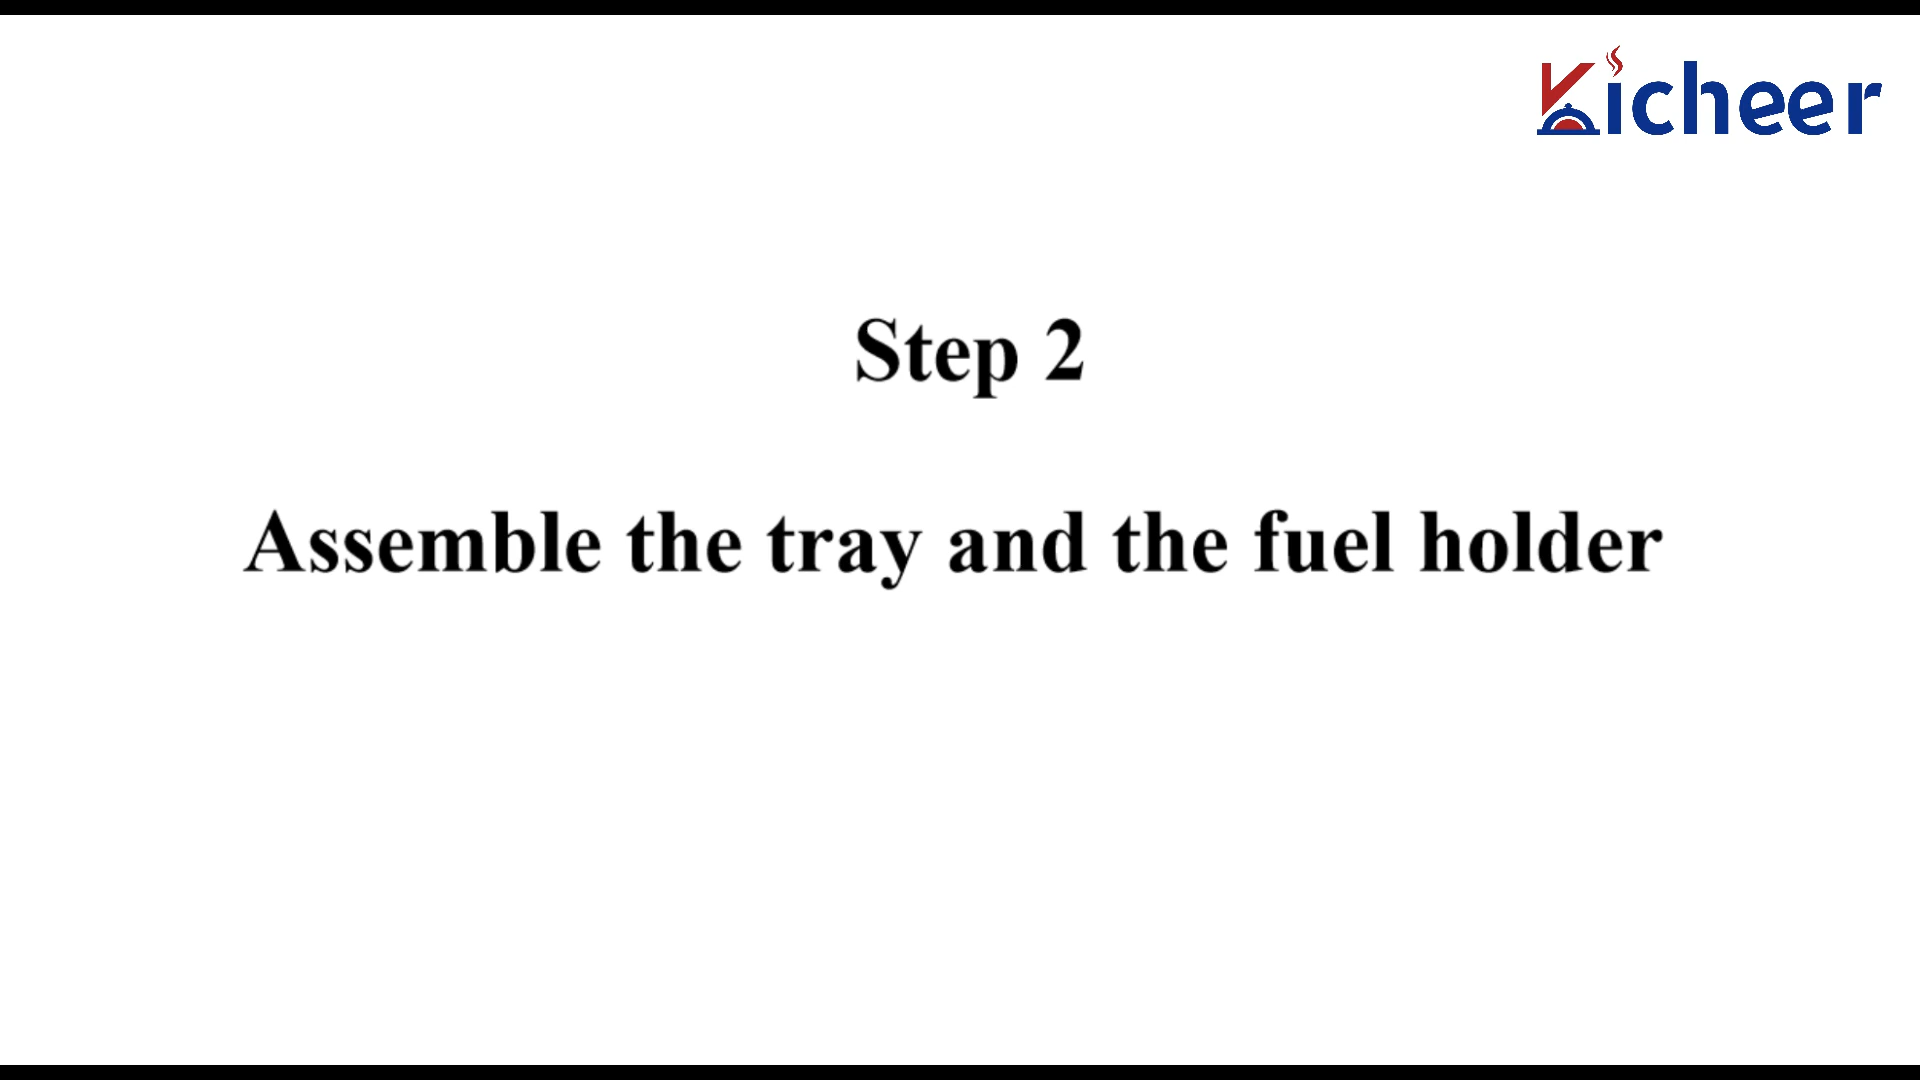 Kicheer
Step 2
Assemble the tray and the fuel holder